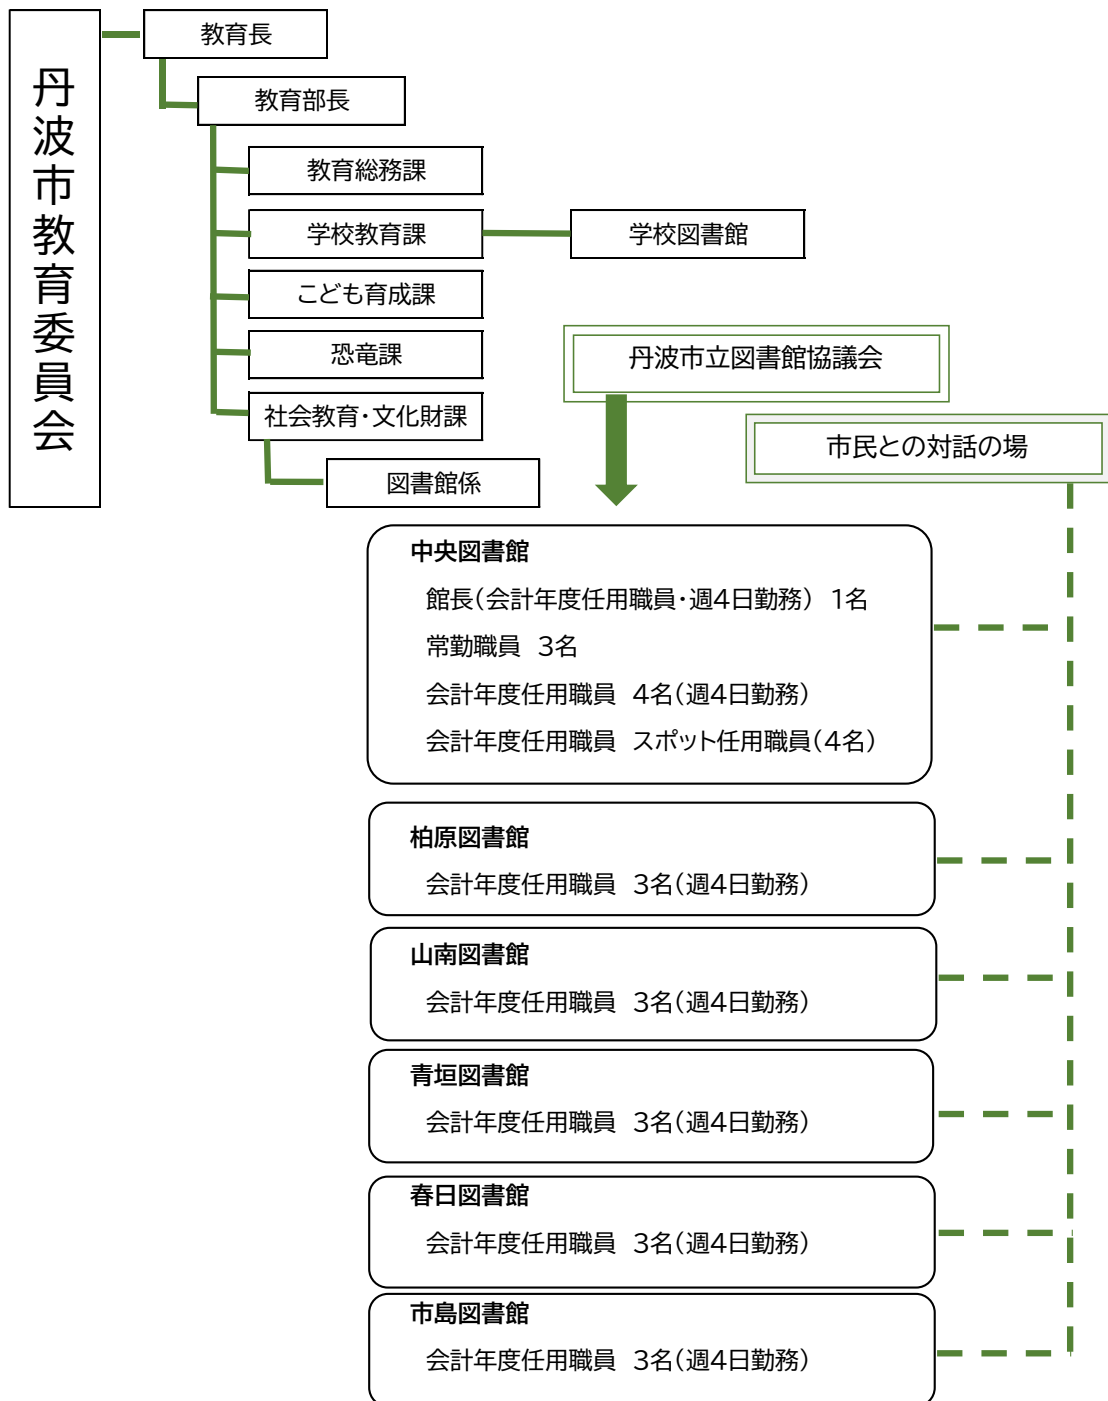 丹波市教育委員会
教育長
教育部長
教育総務課
学校教育課
学校図書館
こども育成課
恐竜課
丹波市立図書館協議会
社会教育・文化財課
市民との対話の場
図書館係
中央図書館
館長(会計年度任用職員・週4日勤務) 1名
常勤職員 3名
会計年度任用職員 4名(週4日勤務)
会計年度任用職員 スポット任用職員(4名)
柏原図書館
会計年度任用職員 3名(週4日勤務)
山南図書館
会計年度任用職員 3名(週4日勤務)
青垣図書館
会計年度任用職員 3名(週4日勤務)
春日図書館
会計年度任用職員 3名(週4日勤務)
市島図書館
会計年度任用職員 3名(週4日勤務)